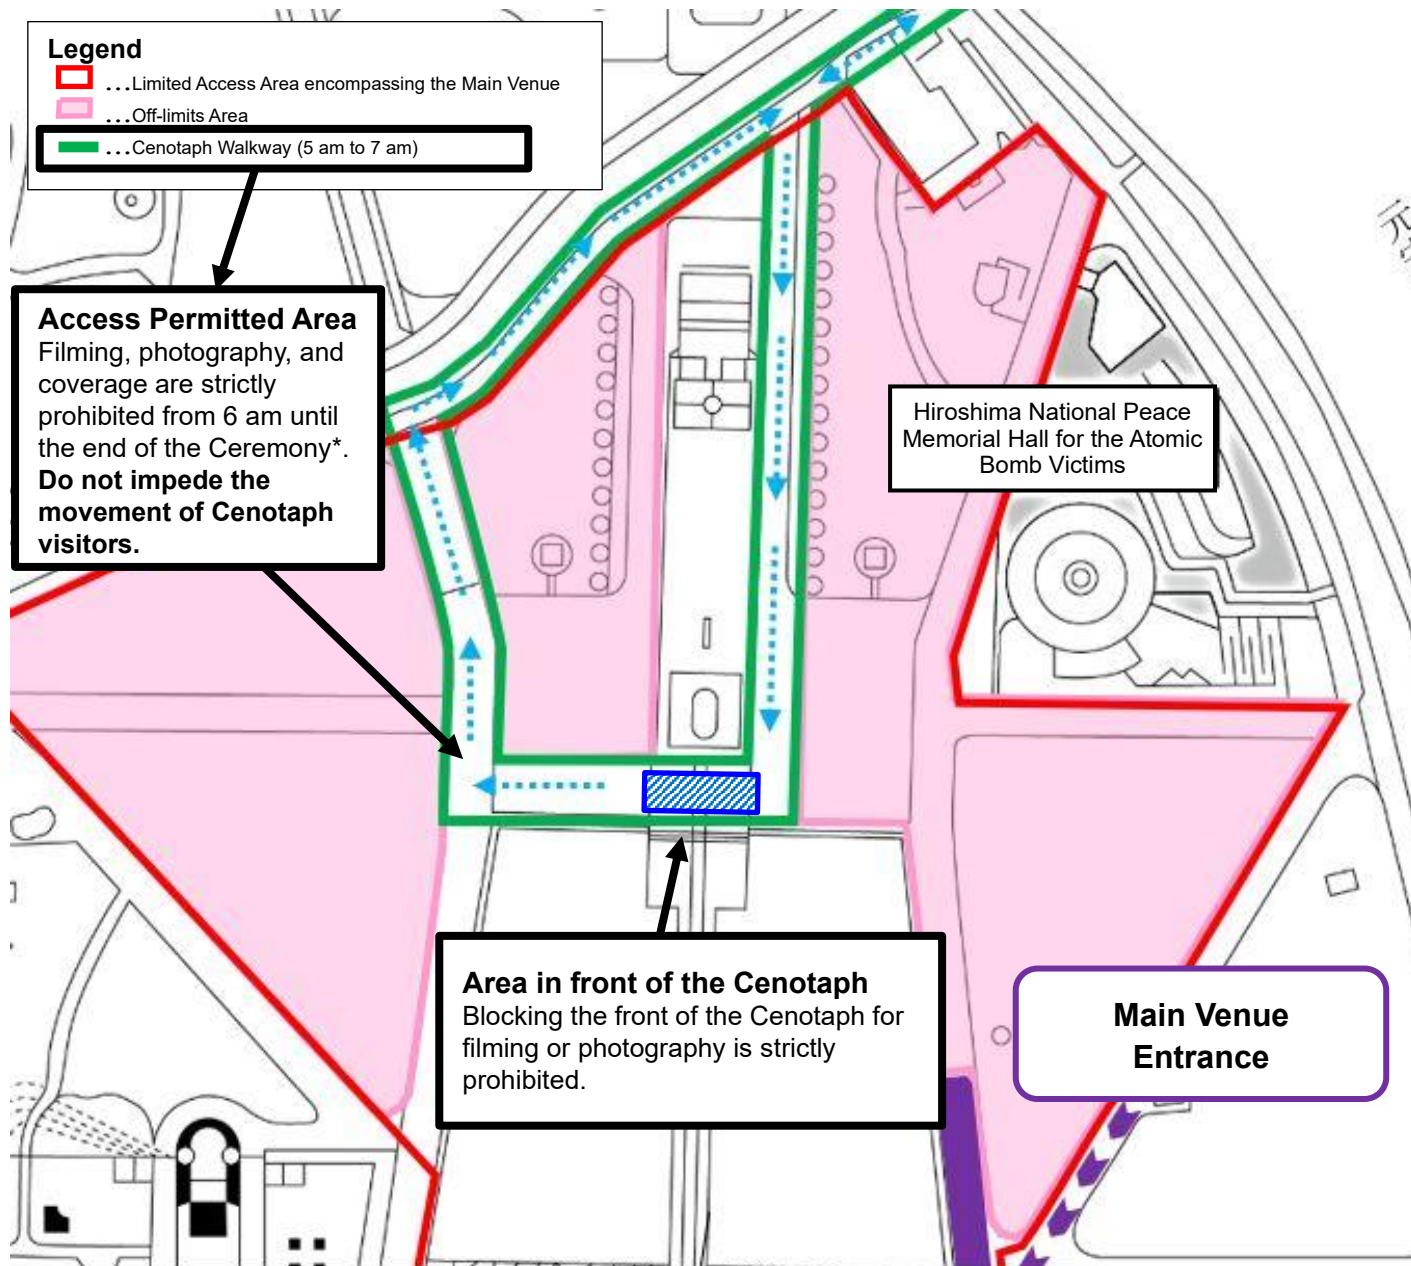 Legend
...Limited Access Area encompassing the Main Venue
...Off-limits Area
...Cenotaph Walkway (5 am to 7 am)
Access Permitted Area
Filming, photography, and
coverage are strictly
prohibited from 6 am until
the end of the Ceremony*.
Do not impede the
movement of Cenotaph
visitors.
Hiroshima National Peace
Memorial Hall for the Atomic
Bomb Victims
Area in front of the Cenotaph
Blocking the front of the Cenotaph for
filming or photography is strictly
prohibited.
Main Venue
Entrance